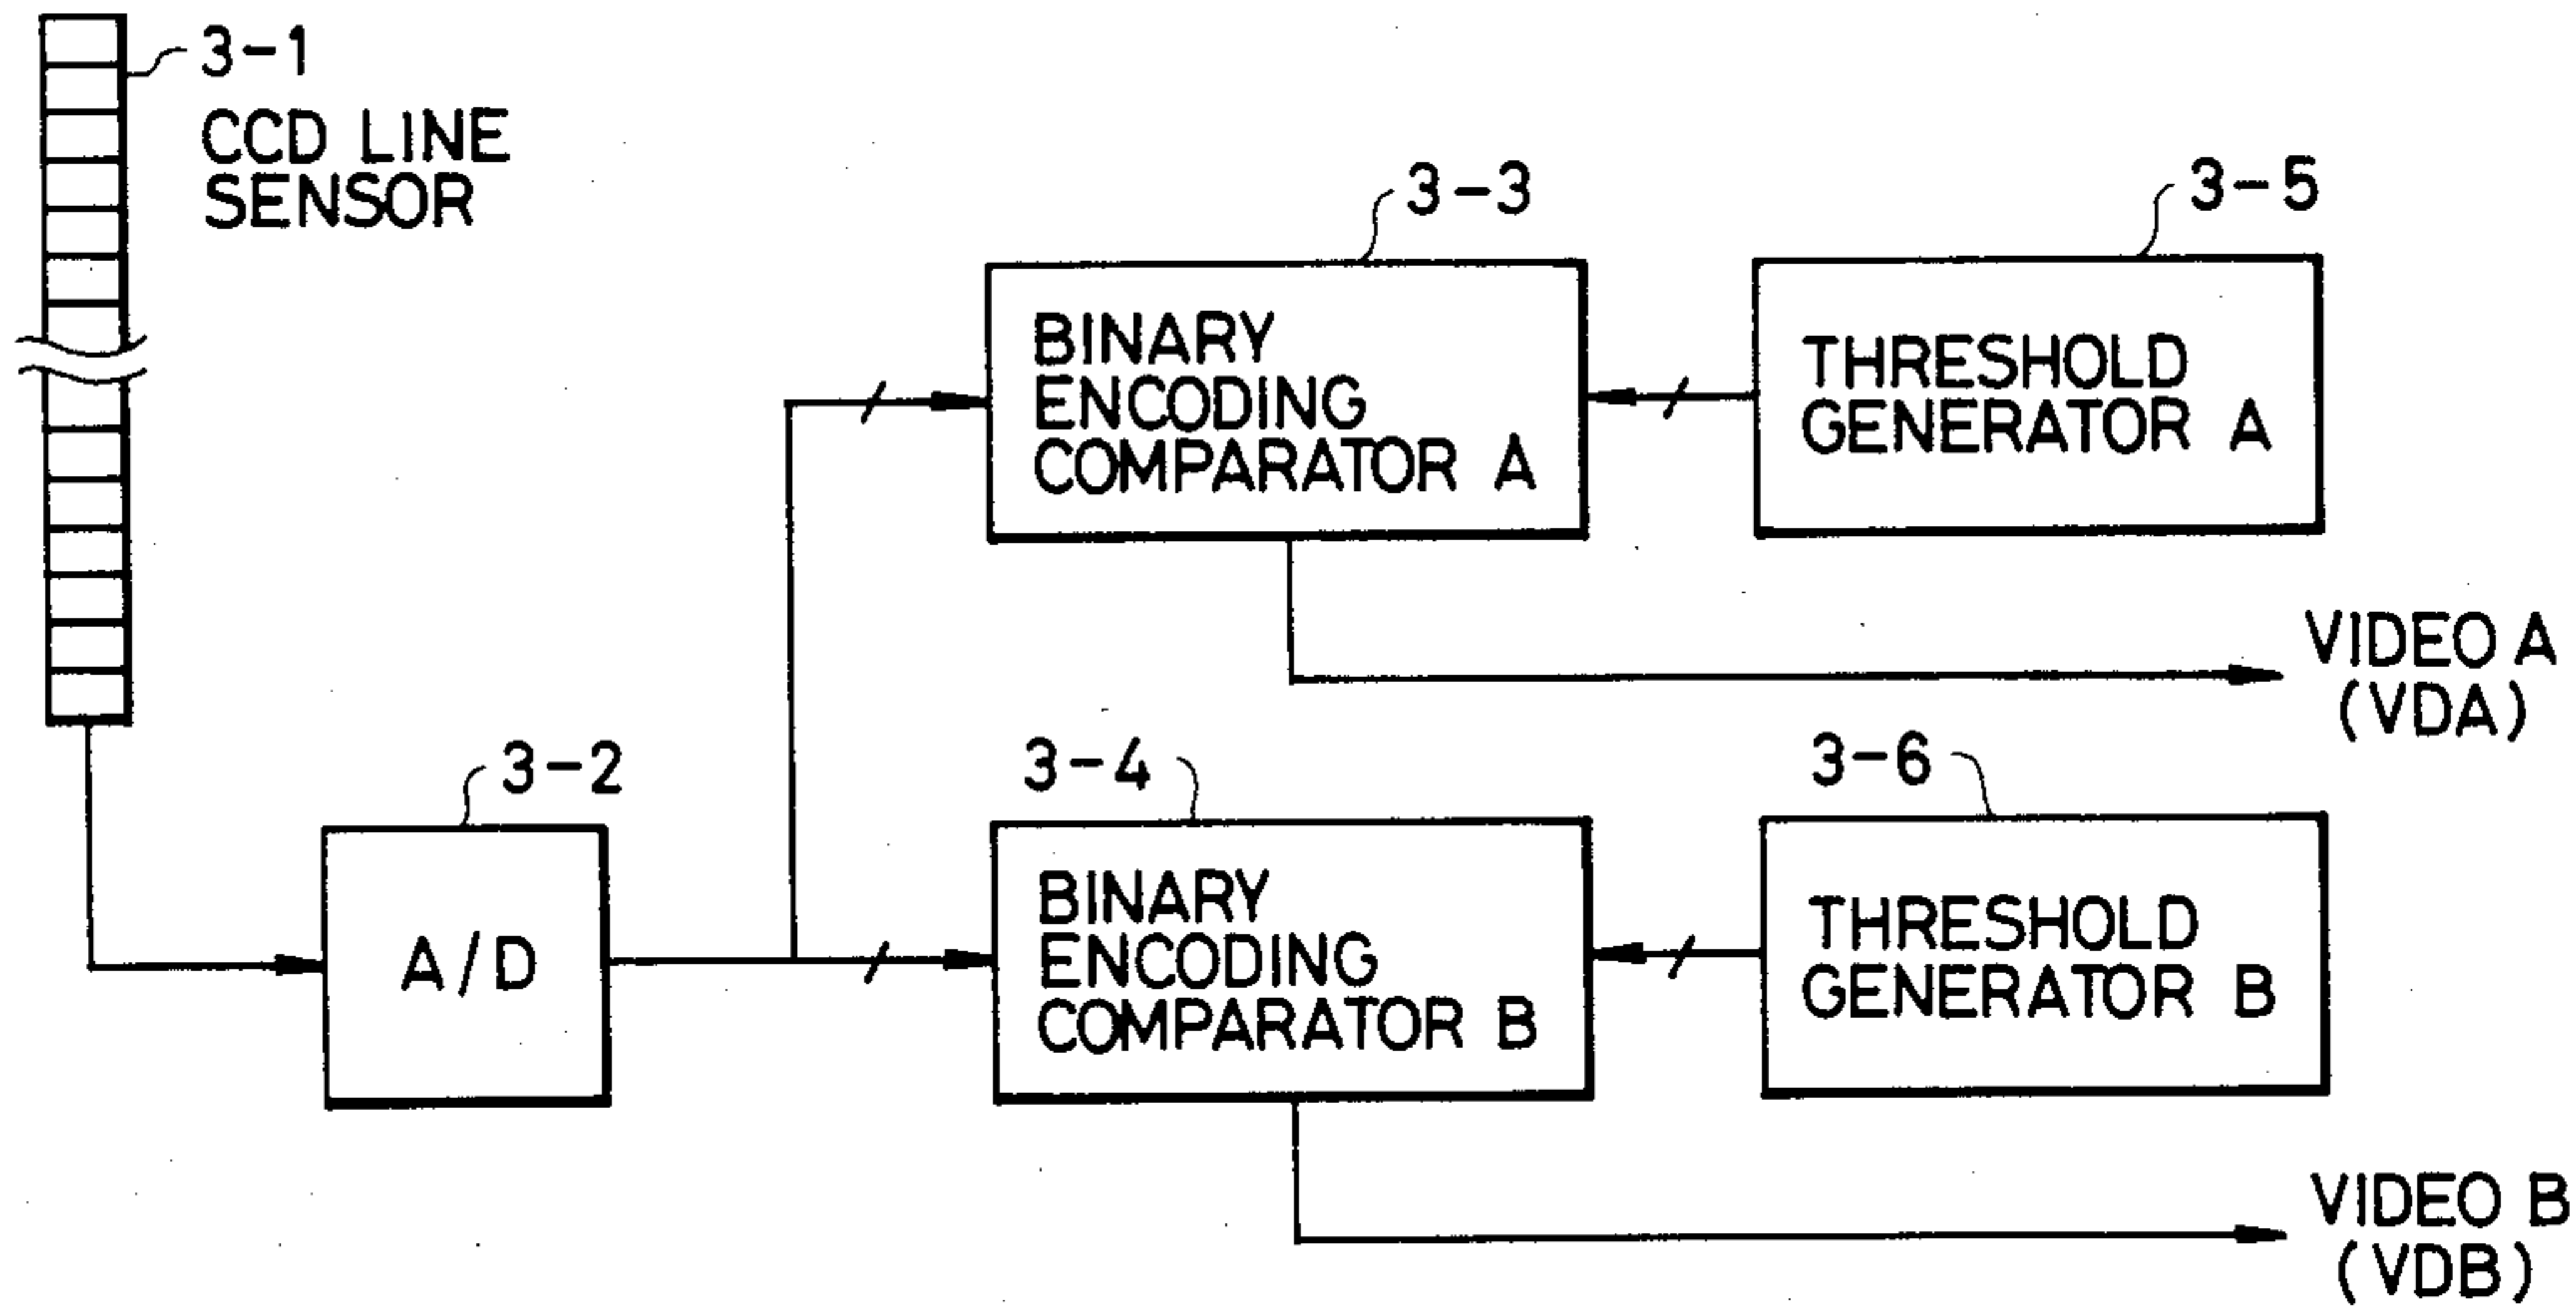 3-1
CCD LINE
SENSOR
3-3
BINARY
ENCODING
COMPARATOR A
3-5
THRESHOLD
GENERATOR A
VIDEO A
(VDA)
3-2
A/D
3-4
BINARY
ENCODING
COMPARATOR B
3-6
THRESHOLD
GENERATOR B
VIDEO B
(VDB)